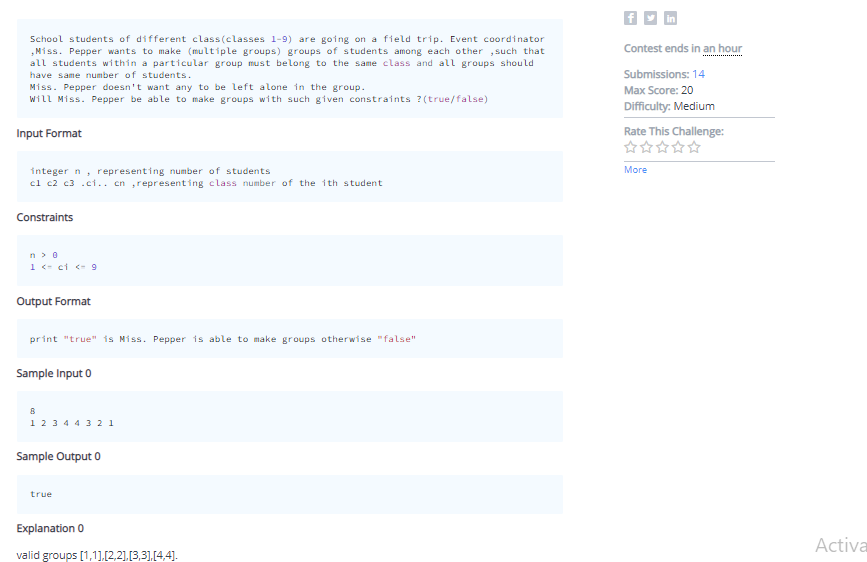 School students of different class(classes 1-9) are going on a field trip. Event coordinator
,Miss. Pepper wants to make (multiple groups) groups of students among each other ,such that
all students within a particular group must belong to the same class and all groups should
have same number of students.
Miss. Pepper doesn't want any to be left alone in the group.
Will Miss. Pepper be able to make groups with such given constraints ?(true/false)
Input Format
integer n , representing number of students
c1 c2 c3 .ci.. cn ,representing class number of the ith student
Constraints
n > 0
1 <= ci <= 9
Output Format
print "true" is Miss. Pepper is able to make groups otherwise "false"
Sample Input 0
8
1 2 3 4 4 3 2 1
Sample Output 0
true
Explanation 0
valid groups [1,1],[2,2],[3,3],[4,4].
Contest ends in an hour
Submissions: 14
Max Score: 20
Difficulty: Medium
Rate This Challenge:
More
Activa